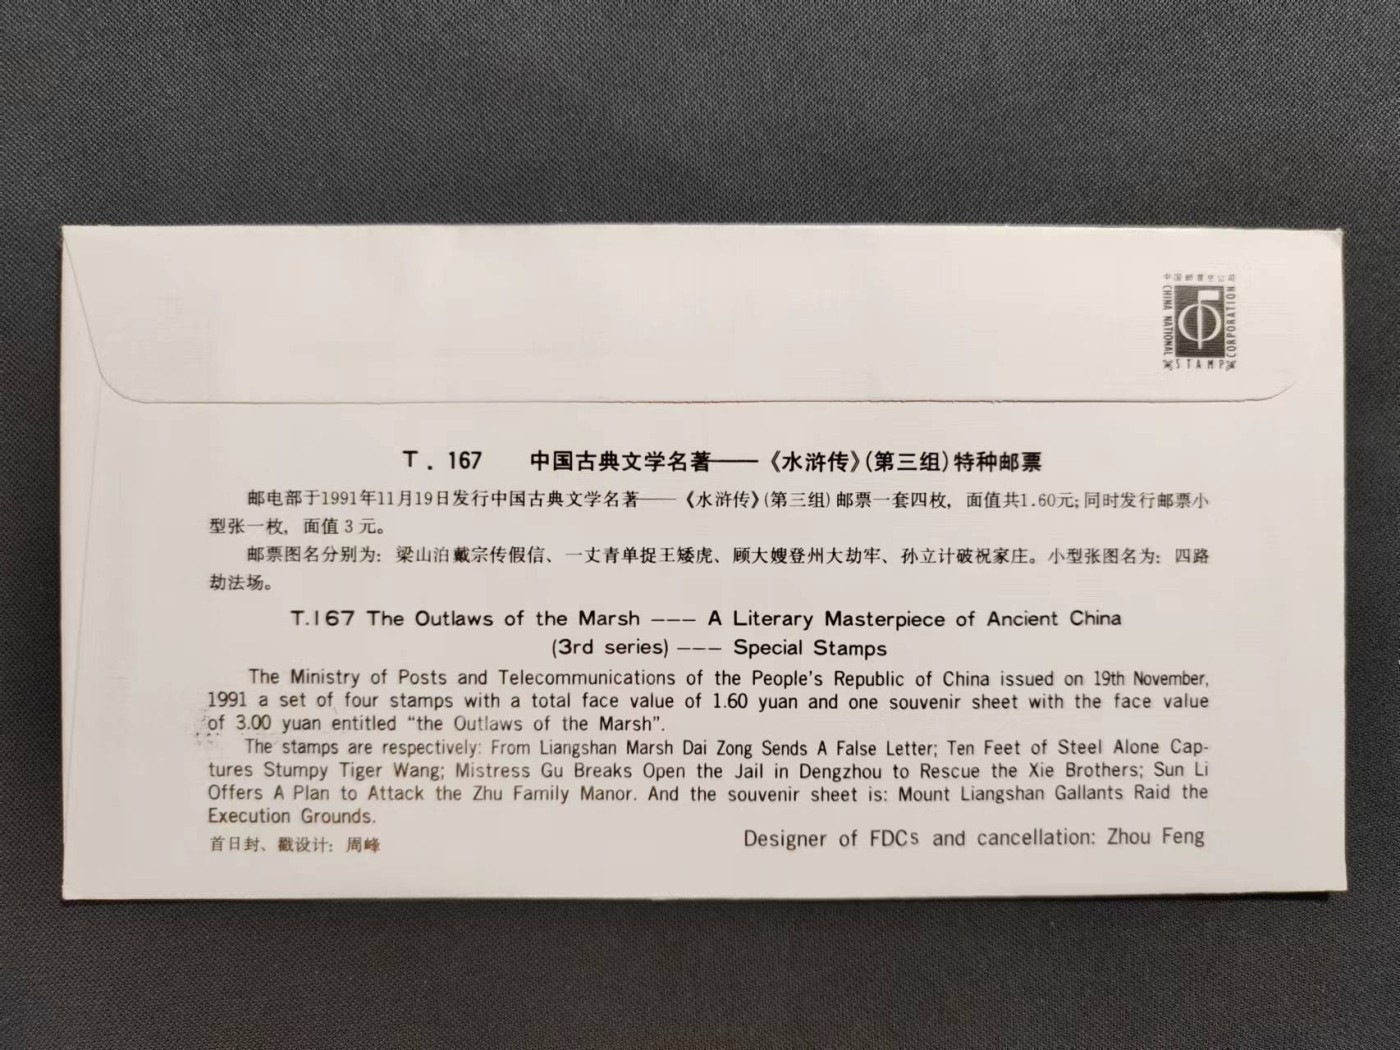 中国邮票总公司
CHINA NATIONAL
STAMP
CORPORATION
T. 167 中国古典文学名著——《水浒传》(第三组)特种邮票
邮电部于1991年11月19日发行中国古典文学名著——《水浒传》(第三组)邮票一套四枚，面值共1.60元;同时发行邮票小
型张一枚，面值3元。
邮票图名分别为：梁山泊戴宗传假信、一丈青单捉王矮虎、顾大嫂登州大劫牢、孙立计破祝家庄。小型张图名为：四路
劫法场。
T.167 The Outlaws of the Marsh ––– A Literary Masterpiece of Ancient China
(3rd series) ––– Special Stamps
The Ministry of Posts and Telecommunications of the People's Republic of China issued on 19th November,
1991 a set of four stamps with a total face value of 1.60 yuan and one souvenir sheet with the face value
of 3.00 yuan entitled "the Outlaws of the Marsh".
The stamps are respectively: From Liangshan Marsh Dai Zong Sends A False Letter; Ten Feet of Steel Alone Cap-
tures Stumpy Tiger Wang; Mistress Gu Breaks Open the Jail in Dengzhou to Rescue the Xie Brothers; Sun Li
Offers A Plan to Attack the Zhu Family Manor. And the souvenir sheet is: Mount Liangshan Gallants Raid the
Execution Grounds.
首日封、戳设计：周峰
Designer of FDCs and cancellation: Zhou Feng